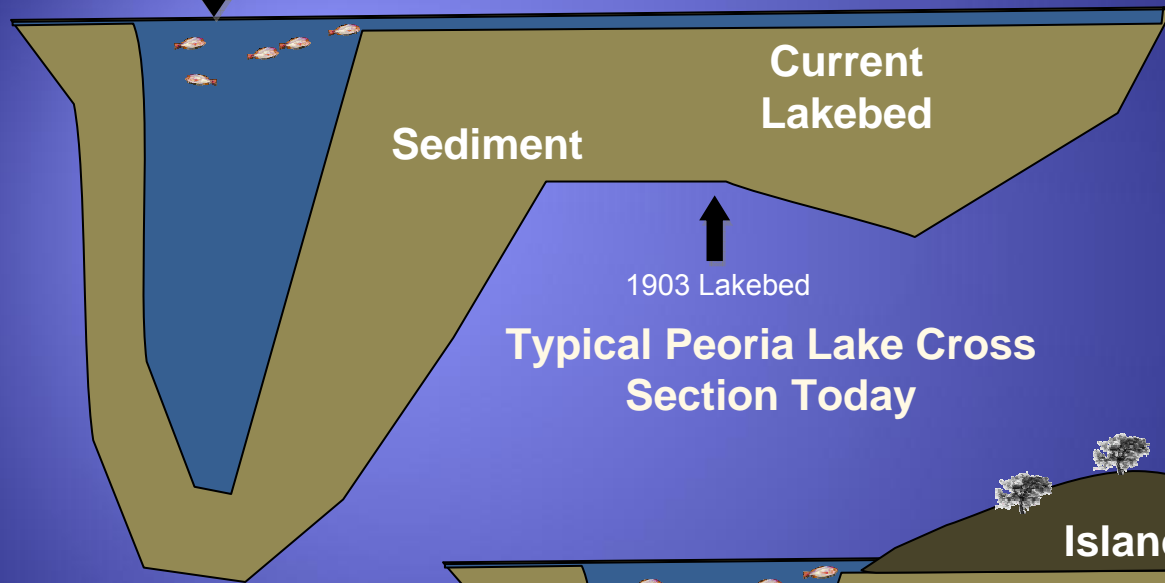 Current
Lakebed
Sediment
1903 Lakebed
Typical Peoria Lake Cross
Section Today